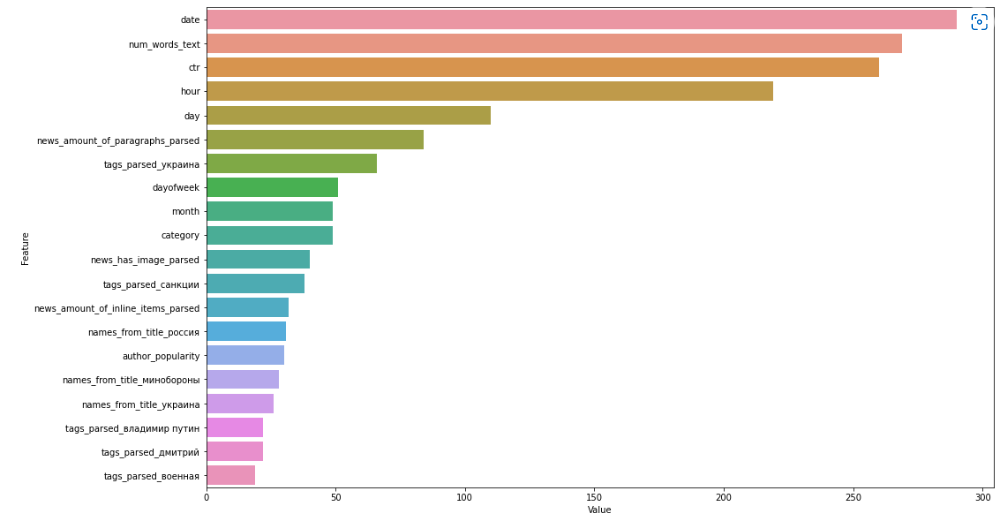 date
num_words_text
ctr
hour
day
news_amount_of_paragraphs_parsed
tags_parsed_украина
dayofweek
month
category
news_has_image_parsed
tags_parsed_санкции
news_amount_of_inline_items_parsed
names_from_title_россия
author_popularity
names_from_title_минобороны
names_from_title_украина
tags_parsed_владимир путин
tags_parsed_дмитрий
tags_parsed_военная
Feature
0 50 100 150 200 250 300
Value